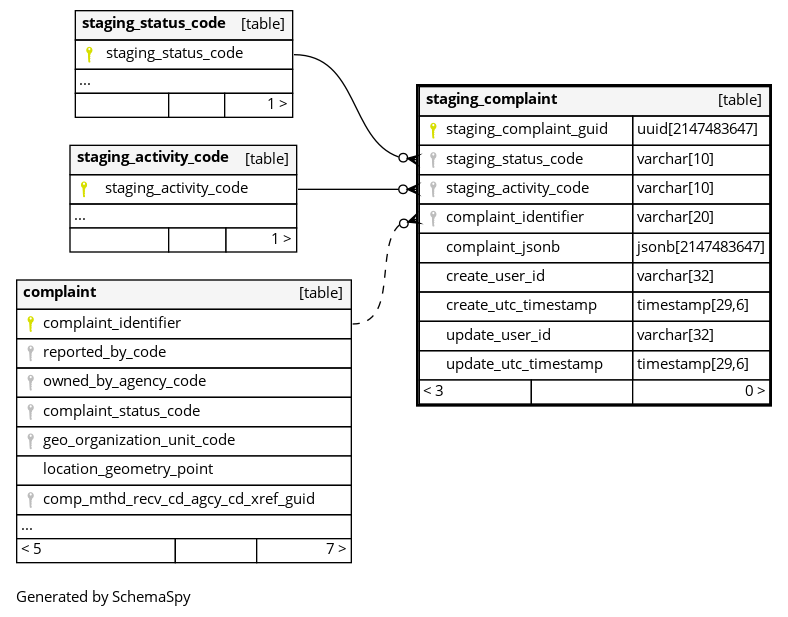 staging_status_code [table]
staging_status_code
...
1 >
staging_activity_code [table]
staging_activity_code
...
1 >
complaint [table]
complaint_identifier
reported_by_code
owned_by_agency_code
complaint_status_code
geo_organization_unit_code
location_geometry_point
comp_mthd_recv_cd_agcy_cd_xref_guid
...
< 5 7 >
staging_complaint [table]
staging_complaint_guid uuid[2147483647]
staging_status_code varchar[10]
staging_activity_code varchar[10]
complaint_identifier varchar[20]
complaint_jsonb jsonb[2147483647]
create_user_id varchar[32]
create_utc_timestamp timestamp[29,6]
update_user_id varchar[32]
update_utc_timestamp timestamp[29,6]
< 3 0 >
Generated by SchemaSpy